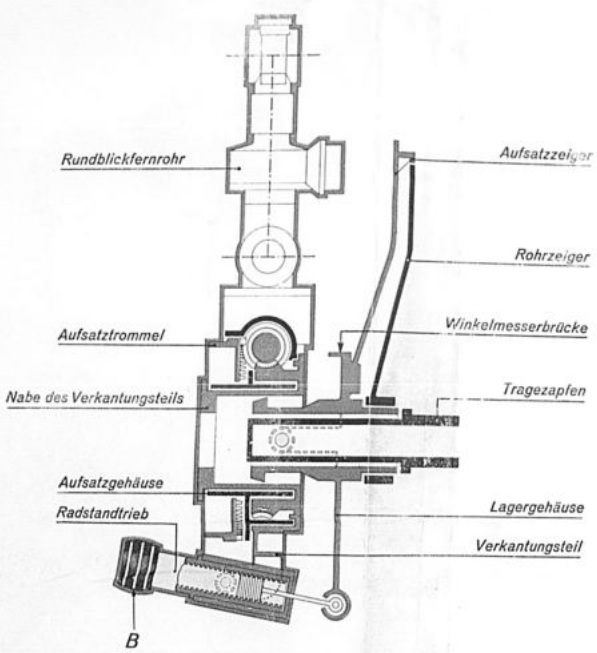 Rundblickfernrohr
Aufsatzzeiger
Rohrzeiger
Aufsatztrommel
Winkelmesserbrücke
Nabe des Verkantungsteils
Tragezapfen
Aufsatzgehäuse
Radstandtrieb
Lagergehäuse
Verkantungsteil
B